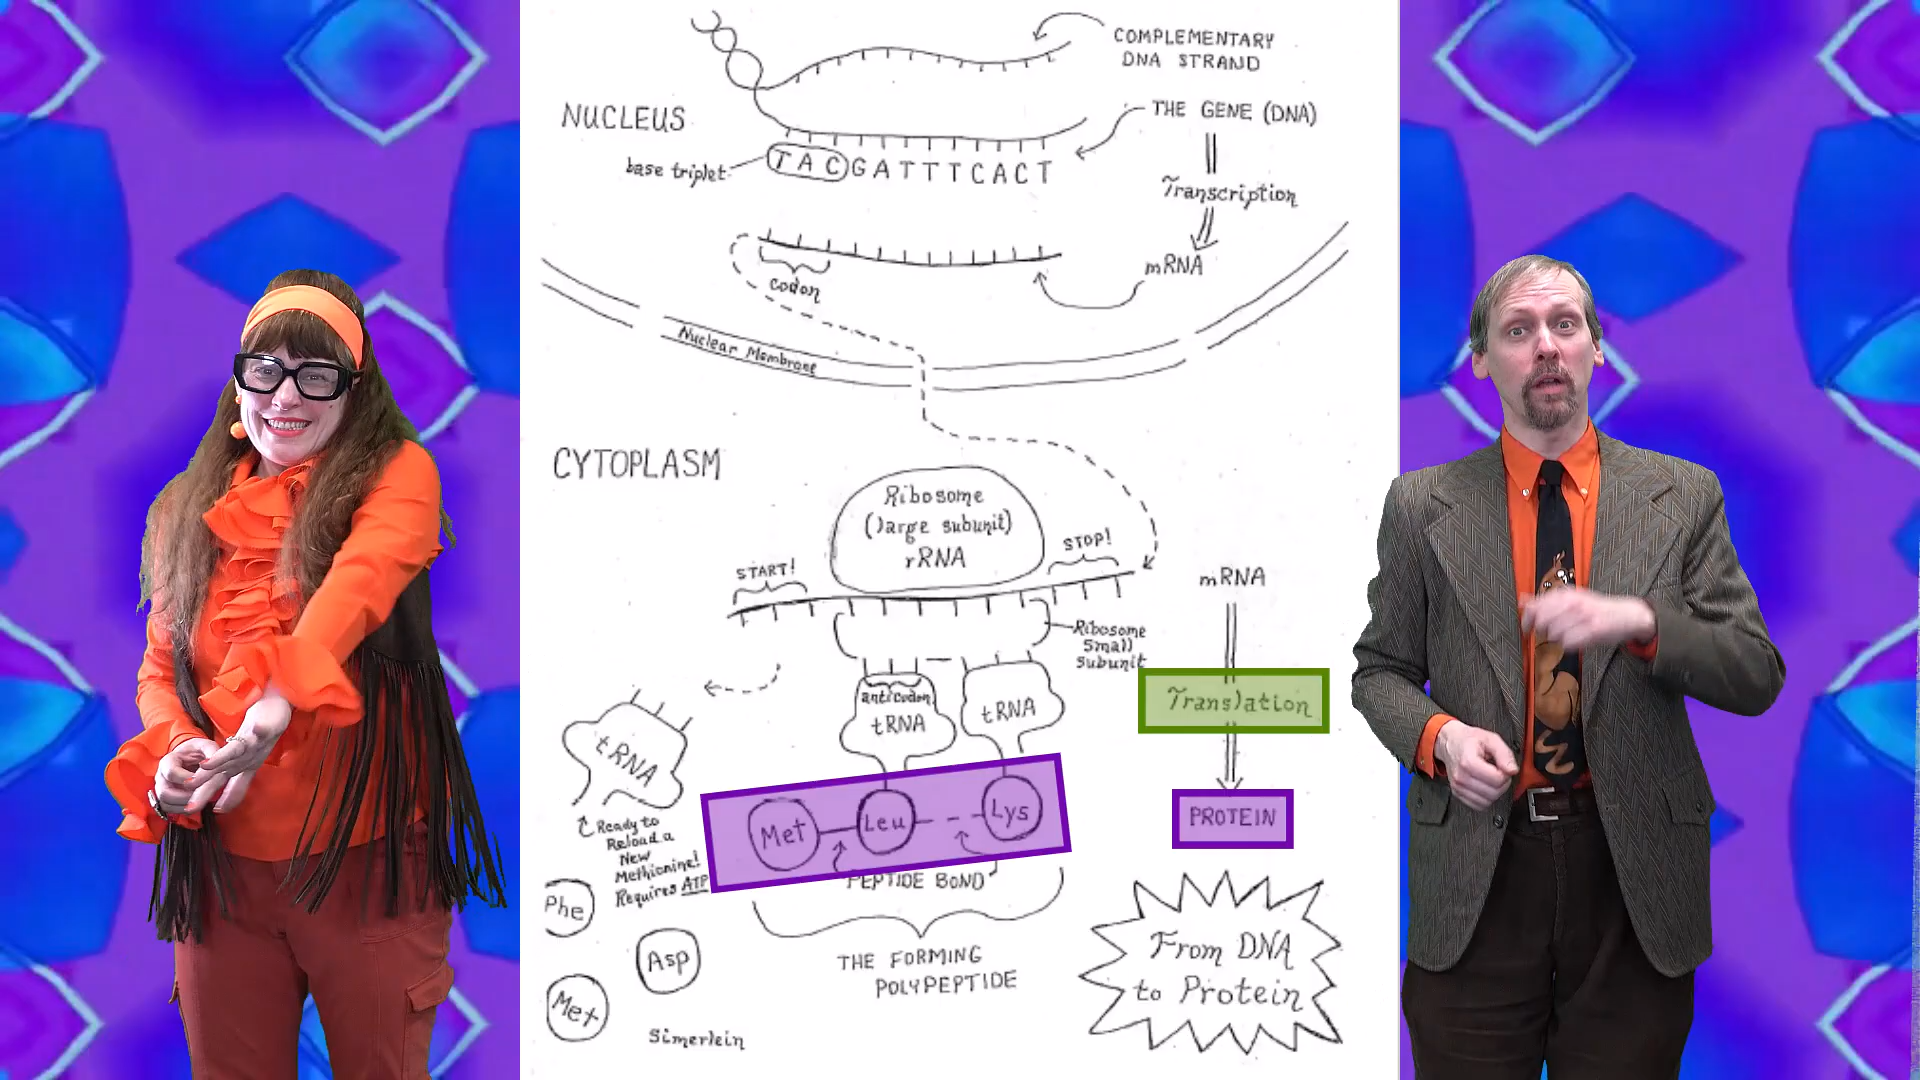 COMPLEMENTARY
DNA STRAND
NUCLEUS
THE GENE (DNA)
base triplet
TACGATTTCACT
Transcription
mRNA
codon
Nuclear Membrane
CYTOPLASM
Ribosome
(large subunit)
rRNA
START!
STOP!
mRNA
Ribosome
Small
subunit
anticodon
tRNA
tRNA
Translation
tRNA
Met
Leu
Lys
PROTEIN
Ready to
Reload a
New
Methionine!
Requires ATP
PEPTIDE BOND
Phe
Asp
Met
THE FORMING
POLYPEPTIDE
From DNA
to Protein
Simerlein